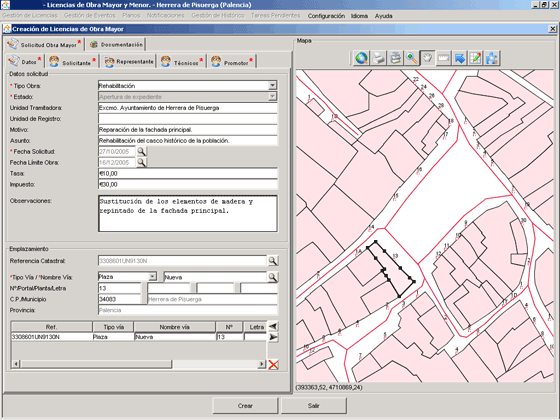 - Licencias de Obra Mayor y Menor. - Herrera de Pisuerga (Palencia)
Gestión de Licencias Gestión de Eventos Planos Notificaciones Gestión de Histórico Tareas Pendientes Configuración Idioma Ayuda
Creación de Licencias de Obra Mayor
Solicitud Obra Mayor * Documentación
Datos * Solicitante * Representante Técnicos * Promotor *
Datos solicitud
* Tipo Obra: Rehabilitación
* Estado: Apertura de expediente
Unidad Tramitadora: Excmo. Ayuntamiento de Herrera de Pisuerga
Unidad de Registro:
Motivo: Reparación de la fachada principal.
Asunto: Rehabilitación del casco histórico de la población.
* Fecha Solicitud: 27/10/2005
Fecha Límite Obra: 16/12/2005
Tasa: €10,00
Impuesto: €30,00
Observaciones: Sustitución de los elementos de madera y
repintado de la fachada principal.
Emplazamiento
Referencia Catastral: 3308601UN9130N
*Tipo Vía / *Nombre Vía: Plaza Nueva
Nº/Portal/Planta/Letra 13
C.P./Municipio 34083 Herrera de Pisuerga
Provincia: Palencia
Ref. Tipo vía Nombre vía Nº Letra
3308601UN9130N Plaza Nueva 13
Mapa
(393363,52, 4710869,24)
Crear Salir